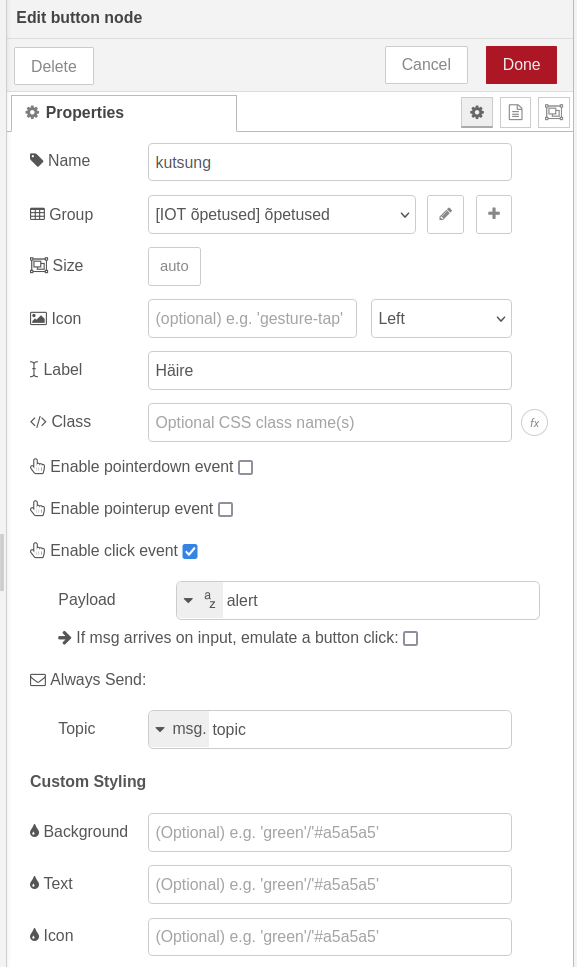 Edit button node
Delete Cancel Done
Properties
Name kutsung
Group [IOT õpetused] õpetused
Size auto
Icon (optional) e.g. 'gesture-tap' Left
Label Häire
Class Optional CSS class name(s) fx
Enable pointerdown event
Enable pointerup event
Enable click event
Payload az alert
If msg arrives on input, emulate a button click:
Always Send:
Topic msg. topic
Custom Styling
Background (Optional) e.g. 'green'/'#a5a5a5'
Text (Optional) e.g. 'green'/'#a5a5a5'
Icon (Optional) e.g. 'green'/'#a5a5a5'